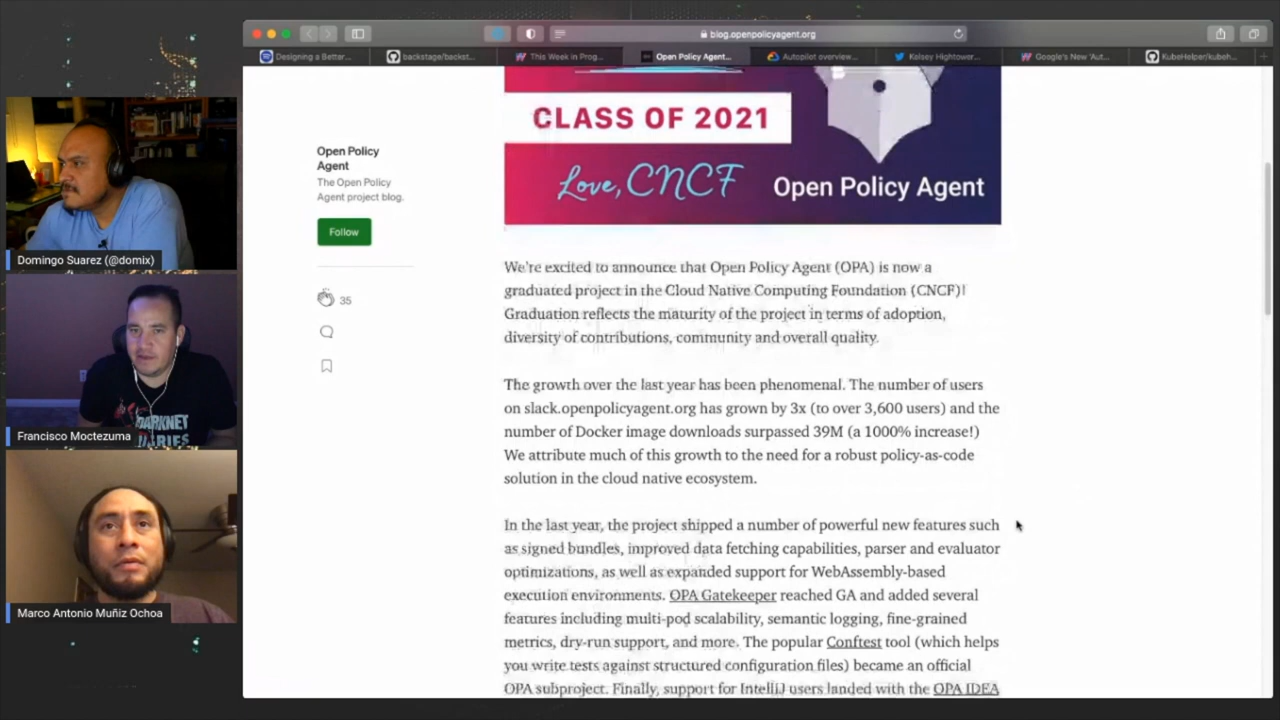 blog.openpolicyagent.org
Designing a Better...
backstage/backst...
This Week in Prog...
Open Policy Agent...
Autopilot overview...
Kelsey Hightower...
Google's New 'Aut...
KubeHelper/kubeh...
CLASS OF 2021
Love, CNCF
Open Policy Agent
Open Policy
Agent
The Open Policy
Agent project blog.
Follow
35
We're excited to announce that Open Policy Agent (OPA) is now a
graduated project in the Cloud Native Computing Foundation (CNCF)!
Graduation reflects the maturity of the project in terms of adoption,
diversity of contributions, community and overall quality.
The growth over the last year has been phenomenal. The number of users
on slack.openpolicyagent.org has grown by 3x (to over 3,600 users) and the
number of Docker image downloads surpassed 39M (a 1000% increase!)
We attribute much of this growth to the need for a robust policy-as-code
solution in the cloud native ecosystem.
In the last year, the project shipped a number of powerful new features such
as signed bundles, improved data fetching capabilities, parser and evaluator
optimizations, as well as expanded support for WebAssembly-based
execution environments. OPA Gatekeeper reached GA and added several
features including multi-pod scalability, semantic logging, fine-grained
metrics, dry-run support, and more. The popular Conftest tool (which helps
you write tests against structured configuration files) became an official
OPA subproject. Finally, support for IntelliJ users landed with the OPA IDEA
Domingo Suarez (@domix)
DARKNET
DIARIES
Francisco Moctezuma
Marco Antonio Muñiz Ochoa